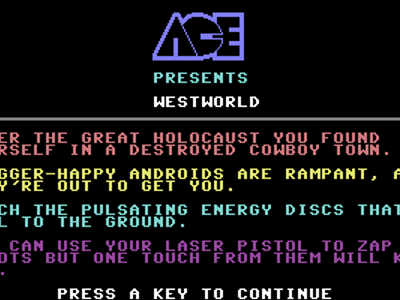 ACE
PRESENTS
WESTWORLD
ER THE GREAT HOLOCAUST YOU FOUND
RSELF IN A DESTROYED COWBOY TOWN.
GGER-HAPPY ANDROIDS ARE RAMPANT, A
Y'RE OUT TO GET YOU.
CH THE PULSATING ENERGY DISCS THAT
L TO THE GROUND.
CAN USE YOUR LASER PISTOL TO ZAP
OTS BUT ONE TOUCH FROM THEM WILL K
.
PRESS A KEY TO CONTINUE